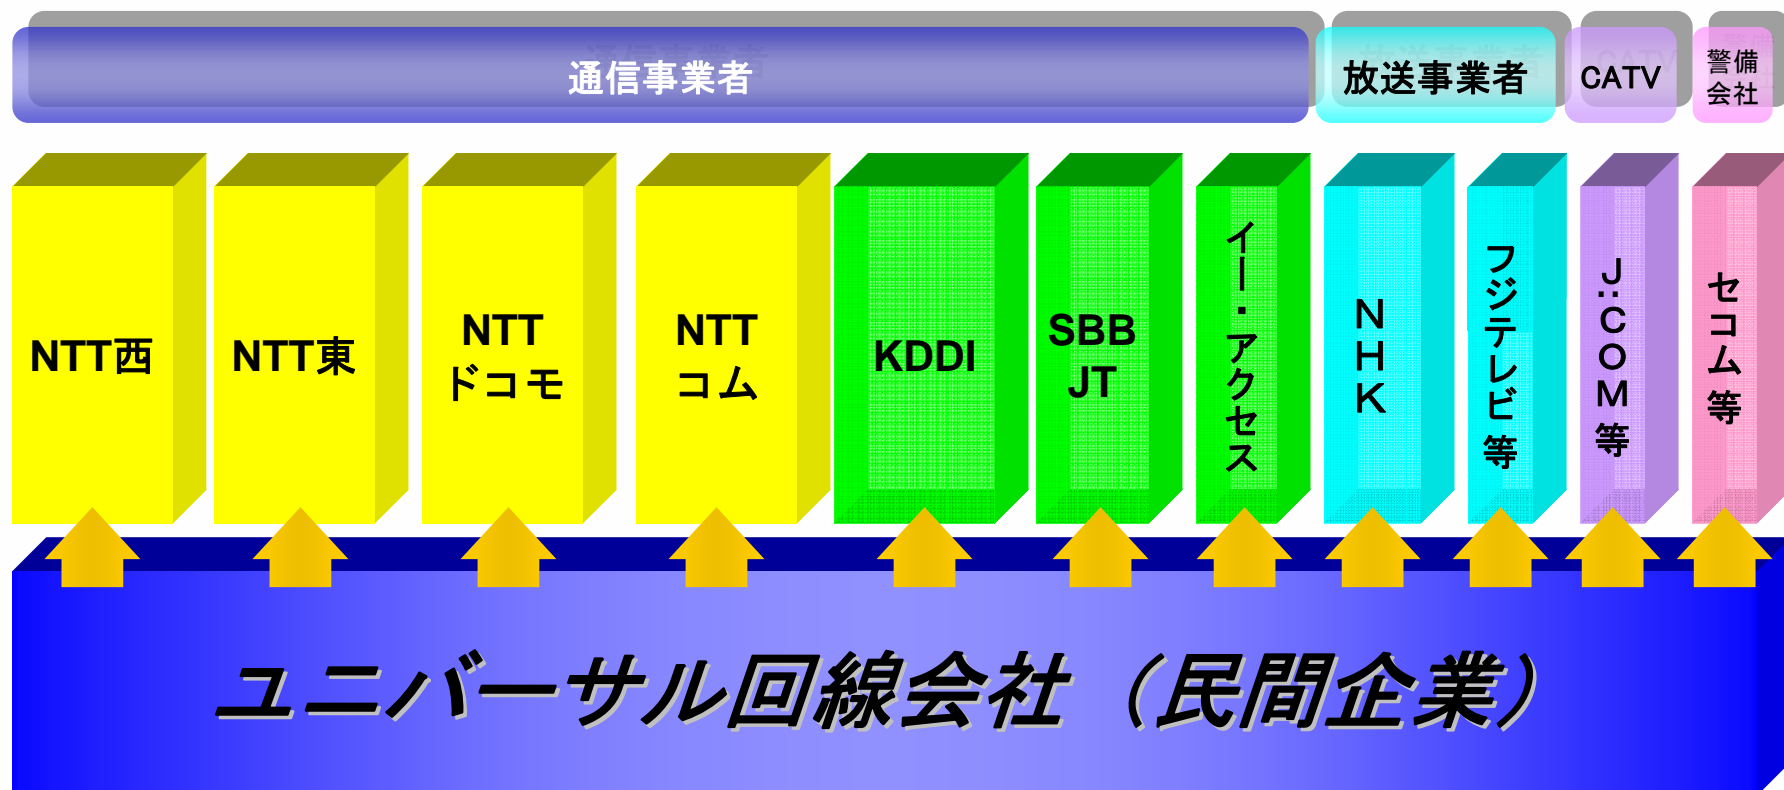 通信事業者
放送事業者
CATV
警備
会社
NTT西
NTT東
NTT
ドコモ
NTT
コム
KDDI
SBB
JT
イー・アクセス
NHK
フジテレビ 等
J:COM 等
セコム 等
ユニバーサル回線会社（民間企業）